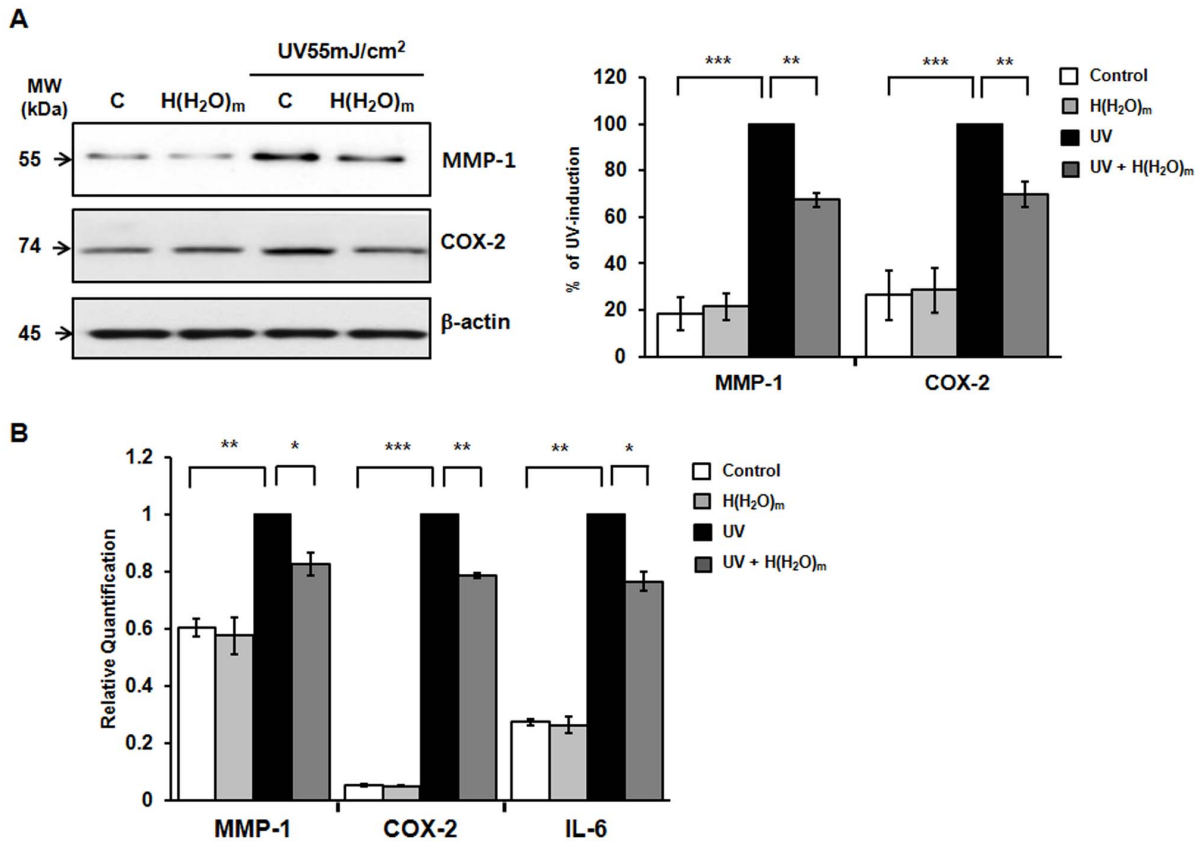 A
UV55mJ/cm²
MW
(kDa)
C H(H₂O)ₘ C H(H₂O)ₘ
55 MMP-1
74 COX-2
45 β-actin
*** ** *** **
120
100
80
60
40
20
0
% of UV-induction
MMP-1 COX-2
Control
H(H₂O)ₘ
UV
UV + H(H₂O)ₘ
B
** * *** ** ** *
1.2
1
0.8
0.6
0.4
0.2
0
Relative Quantification
MMP-1 COX-2 IL-6
Control
H(H₂O)ₘ
UV
UV + H(H₂O)ₘ